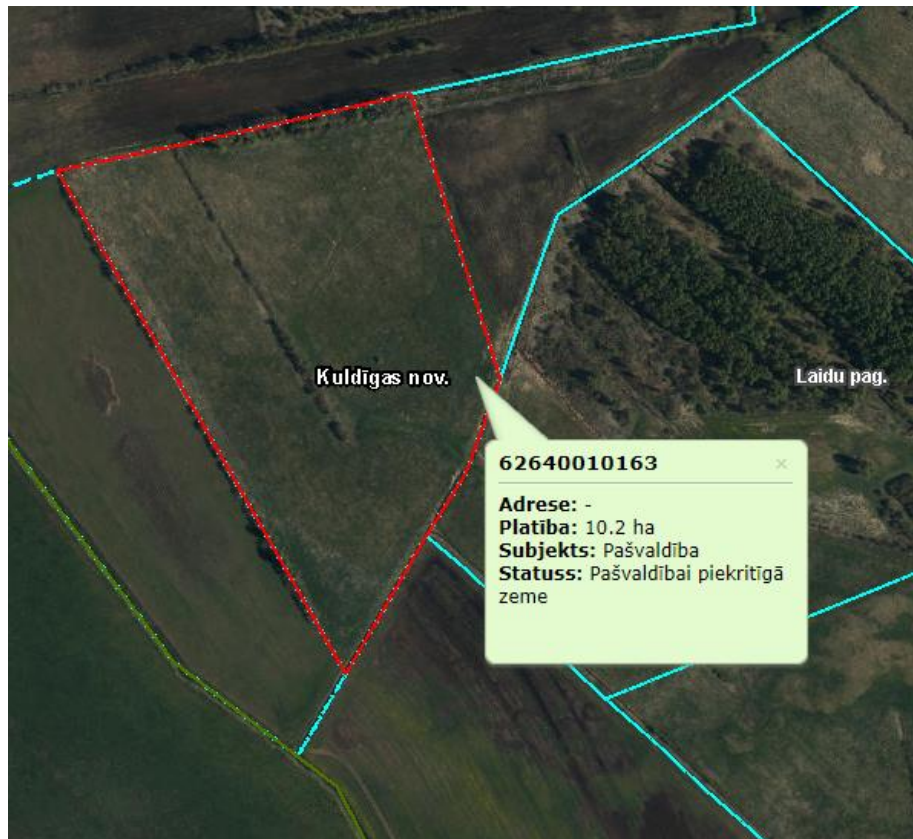 Kuldīgas nov.
Laidu pag.
62640010163 ×
Adrese: -
Platība: 10.2 ha
Subjekts: Pašvaldība
Statuss: Pašvaldībai piekritīgā
zeme